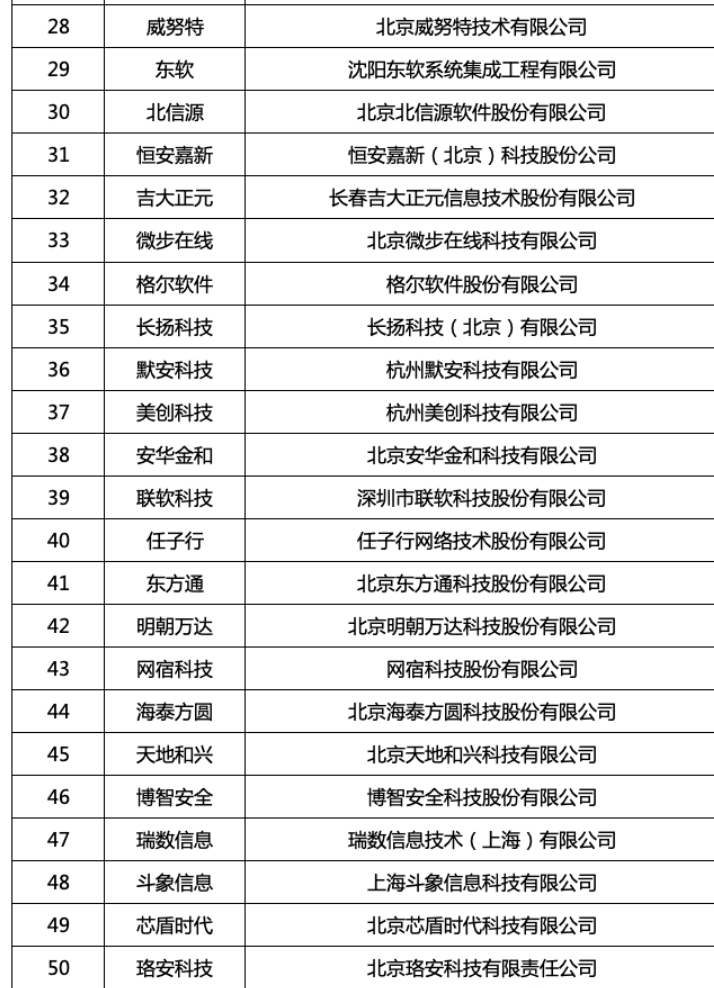 28 威努特 北京威努特技术有限公司
29 东软 沈阳东软系统集成工程有限公司
30 北信源 北京北信源软件股份有限公司
31 恒安嘉新 恒安嘉新（北京）科技股份公司
32 吉大正元 长春吉大正元信息技术股份有限公司
33 微步在线 北京微步在线科技有限公司
34 格尔软件 格尔软件股份有限公司
35 长扬科技 长扬科技（北京）有限公司
36 默安科技 杭州默安科技有限公司
37 美创科技 杭州美创科技有限公司
38 安华金和 北京安华金和科技有限公司
39 联软科技 深圳市联软科技股份有限公司
40 任子行 任子行网络技术股份有限公司
41 东方通 北京东方通科技股份有限公司
42 明朝万达 北京明朝万达科技股份有限公司
43 网宿科技 网宿科技股份有限公司
44 海泰方圆 北京海泰方圆科技股份有限公司
45 天地和兴 北京天地和兴科技有限公司
46 博智安全 博智安全科技股份有限公司
47 瑞数信息 瑞数信息技术（上海）有限公司
48 斗象信息 上海斗象信息科技有限公司
49 芯盾时代 北京芯盾时代科技有限公司
50 珞安科技 北京珞安科技有限责任公司